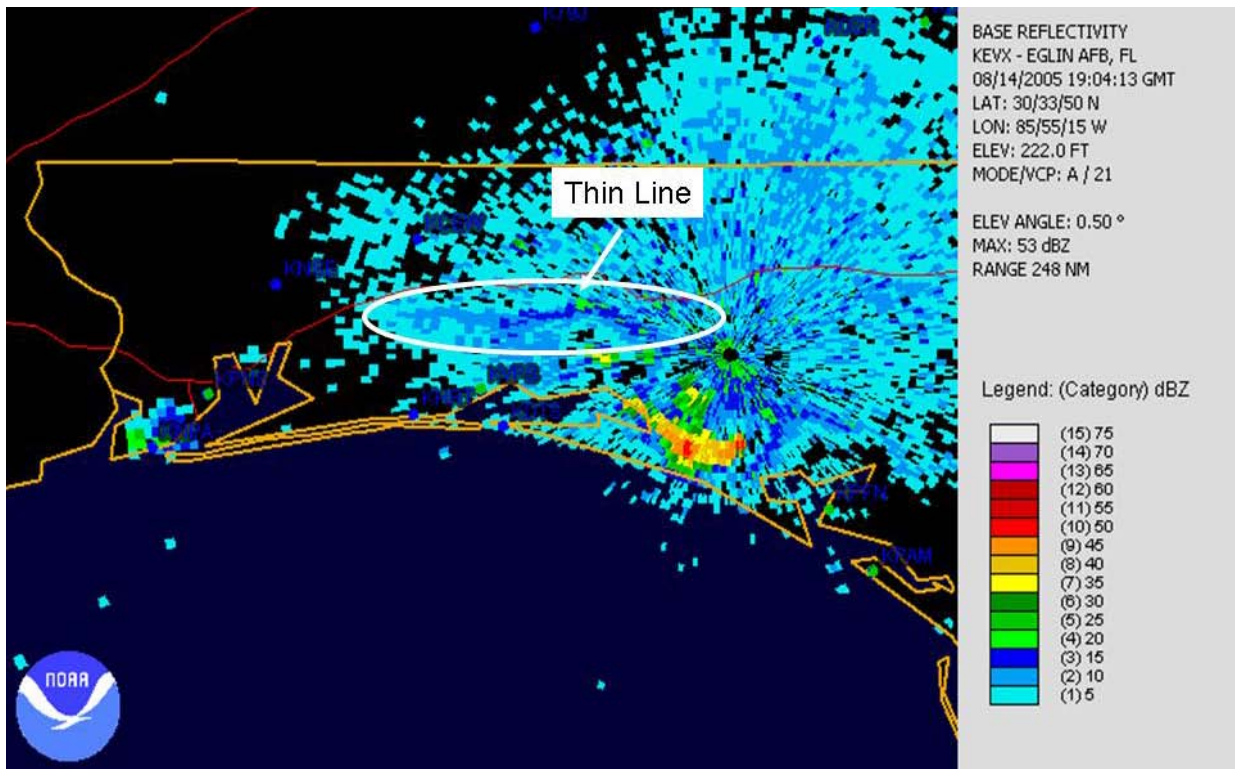 Thin Line
NOAA
BASE REFLECTIVITY
KEVX - EGLIN AFB, FL
08/14/2005 19:04:13 GMT
LAT: 30/33/50 N
LON: 85/55/15 W
ELEV: 222.0 FT
MODE/VCP: A / 21
ELEV ANGLE: 0.50 °
MAX: 53 dBZ
RANGE 248 NM
Legend: (Category) dBZ
(15) 75
(14) 70
(13) 65
(12) 60
(11) 55
(10) 50
(9) 45
(8) 40
(7) 35
(6) 30
(5) 25
(4) 20
(3) 15
(2) 10
(1) 5